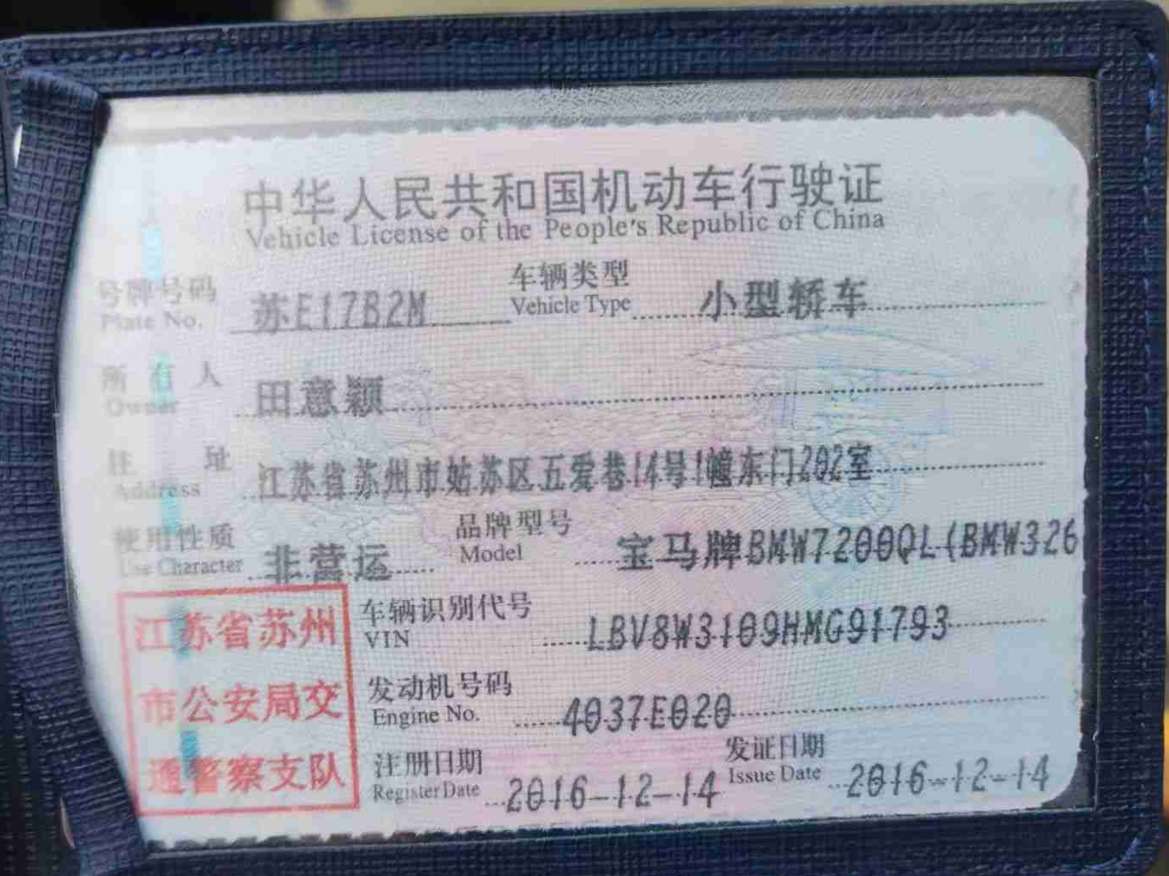 中华人民共和国机动车行驶证
Vehicle License of the People's Republic of China
号牌号码 苏E17B2M 车辆类型 小型轿车
Plate No. Vehicle Type
所有人 田意颖
Owner
住址 江苏省苏州市姑苏区五爱巷14号1幢东门202室
Address
使用性质 非营运 品牌型号 宝马牌BMW7200QL(BMW326
Use Character Model
江苏省苏州 车辆识别代号 LBV8W3109HMG91793
VIN
市公安局交 发动机号码 4037E020
Engine No.
通警察支队 注册日期 2016-12-14 发证日期 2016-12-14
Register Date Issue Date